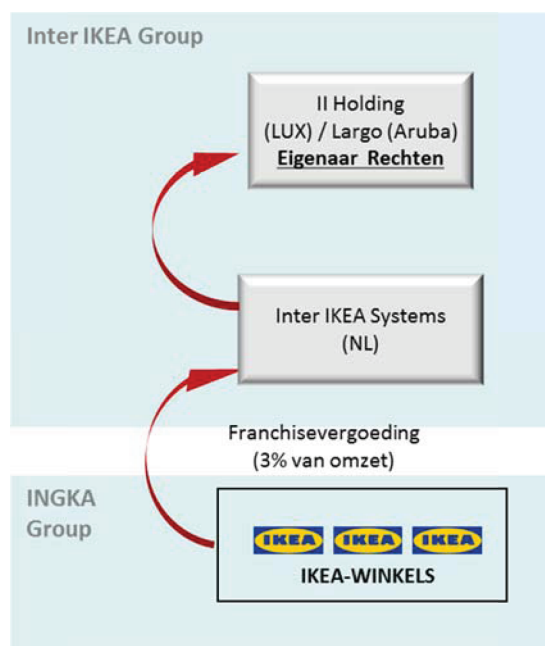 Inter IKEA Group
II Holding
(LUX) / Largo (Aruba)
Eigenaar Rechten
Inter IKEA Systems
(NL)
Franchisevergoeding
(3% van omzet)
INGKA
Group
IKEA IKEA IKEA
IKEA-WINKELS